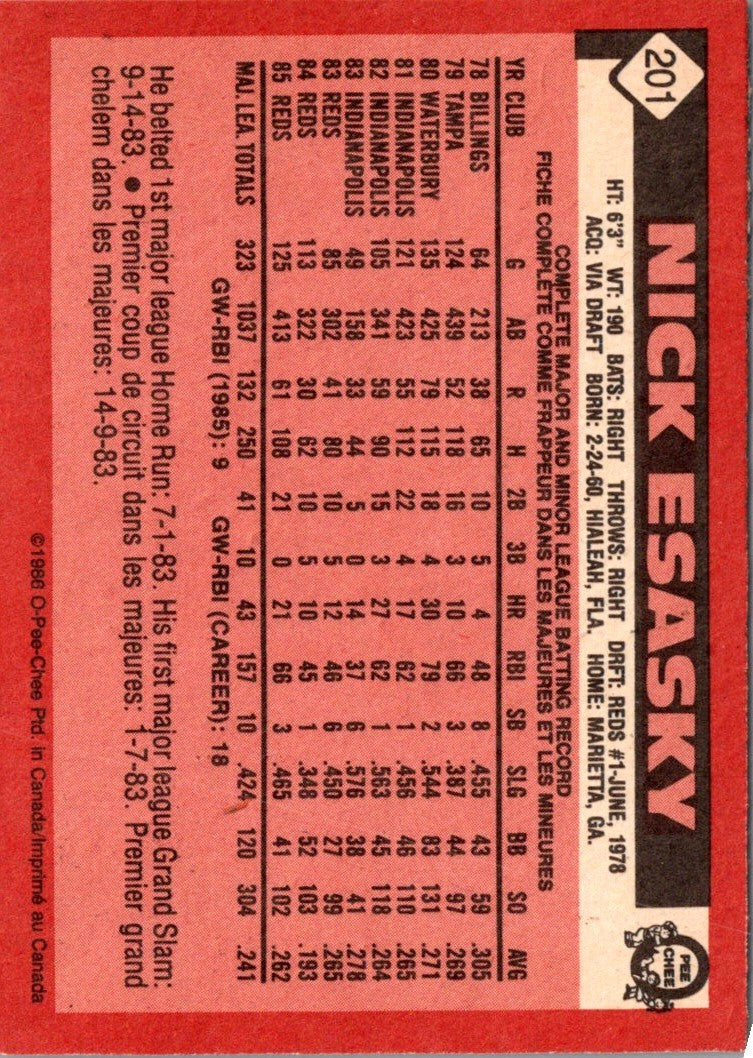 201
NICK ESASKY
HT: 6'3" WT: 190 BATS: RIGHT THROWS: RIGHT DRFT: REDS #1-JUNE, 1978
ACQ: VIA DRAFT BORN: 2-24-60, HIALEAH, FLA. HOME: MARIETTA, GA.
O PEE CHEE
COMPLETE MAJOR AND MINOR LEAGUE BATTING RECORD
FICHE COMPLETE COMME FRAPPEUR DANS LES MAJEURES ET LES MINEURES
YR CLUB G AB R H 2B 3B HR RBI SB SLG BB SO AVG
78 BILLINGS 64 213 38 65 10 5 4 48 8 .455 43 59 .305
79 TAMPA 124 439 52 118 16 3 10 66 3 .387 44 97 .269
80 WATERBURY 135 425 79 115 18 4 30 79 2 .544 83 131 .271
81 INDIANAPOLIS 121 423 55 112 22 4 17 62 1 .456 46 110 .265
82 INDIANAPOLIS 105 341 59 90 15 3 27 62 1 .563 45 118 .264
83 INDIANAPOLIS 49 158 33 44 5 0 14 37 6 .576 38 41 .278
83 REDS 85 302 41 80 10 5 12 46 6 .450 27 99 .265
84 REDS 113 322 30 62 10 5 10 45 1 .348 52 103 .193
85 REDS 125 413 61 108 21 0 21 66 3 .465 41 102 .262
MAJ. LEA. TOTALS 323 1037 132 250 41 10 43 157 10 .424 120 304 .241
GW-RBI (1985): 9 GW-RBI (CAREER): 18
He belted 1st major league Home Run: 7-1-83. His first major league Grand Slam:
9-14-83. ● Premier coup de circuit dans les majeures: 1-7-83. Premier grand
chelem dans les majeures: 14-9-83.
©1986 O-Pee-Chee Ptd. in Canada/Imprimé au Canada